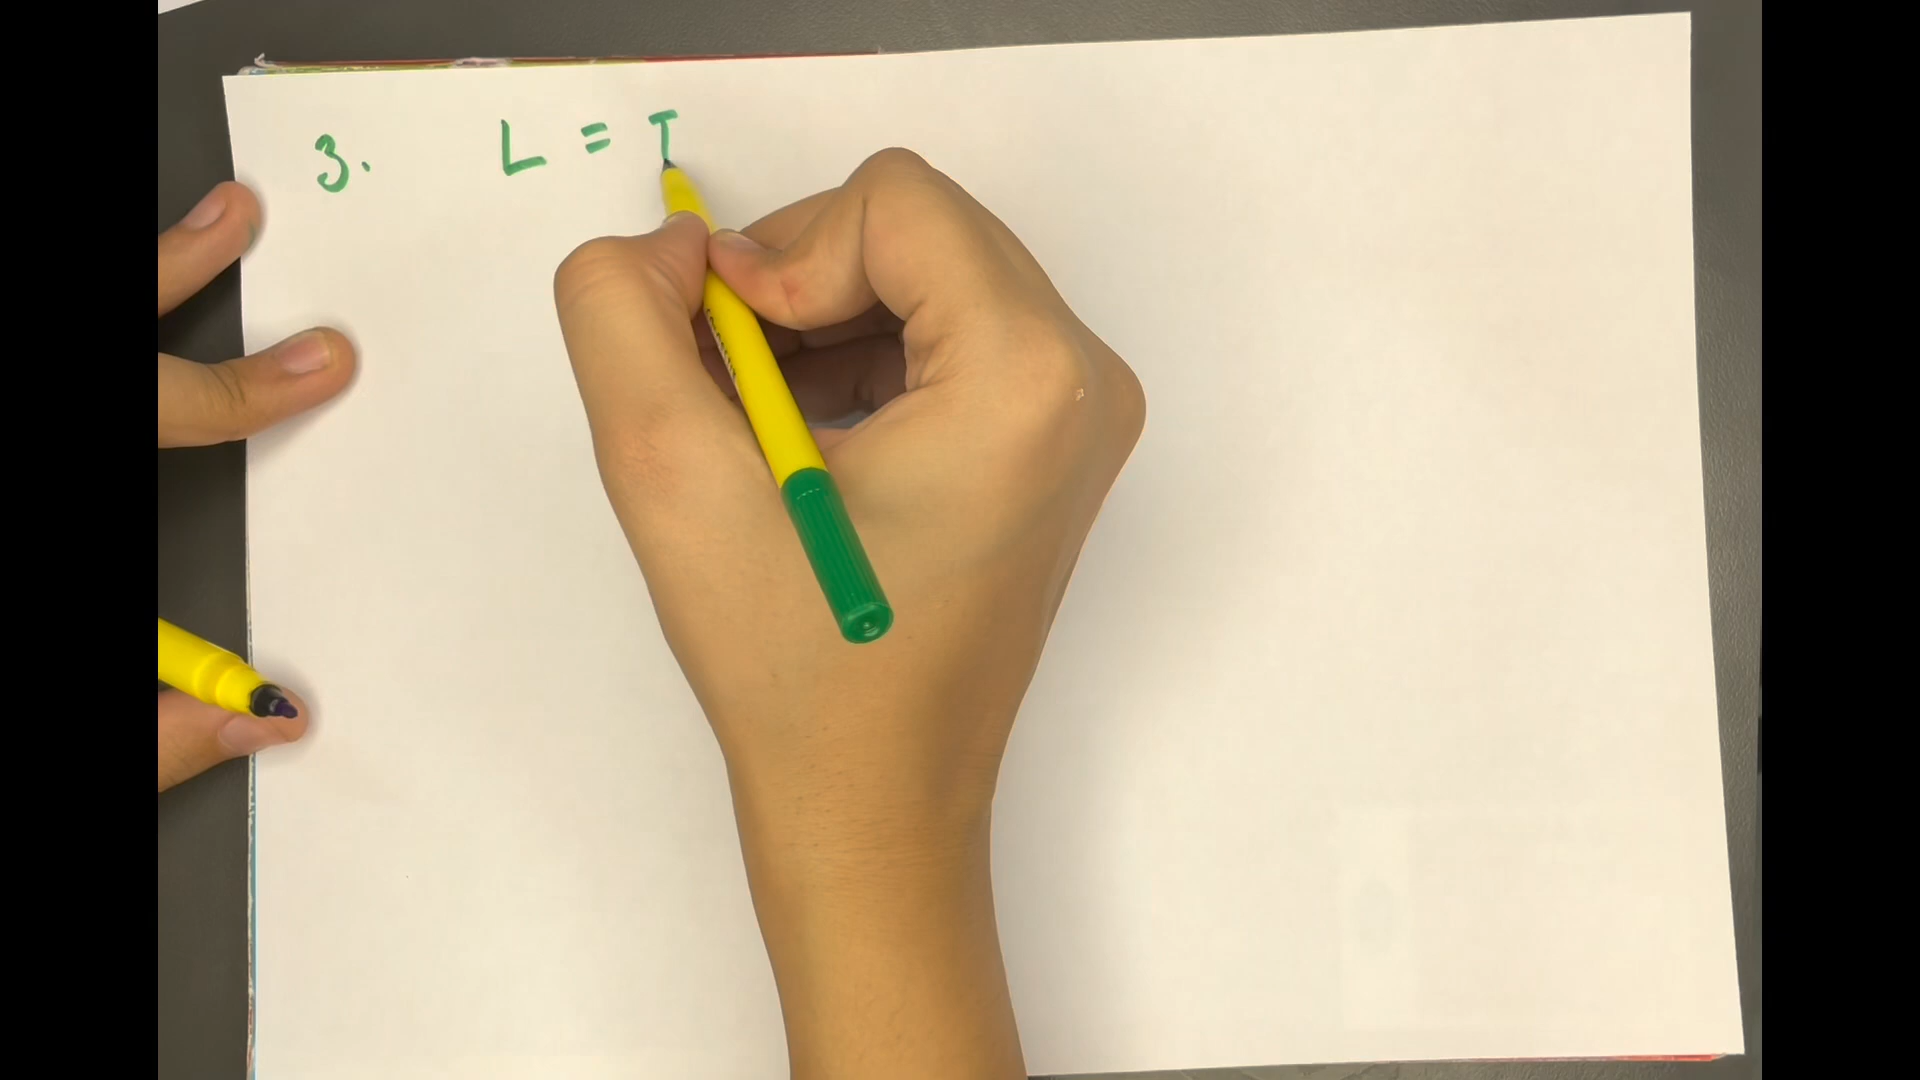 3. L = T